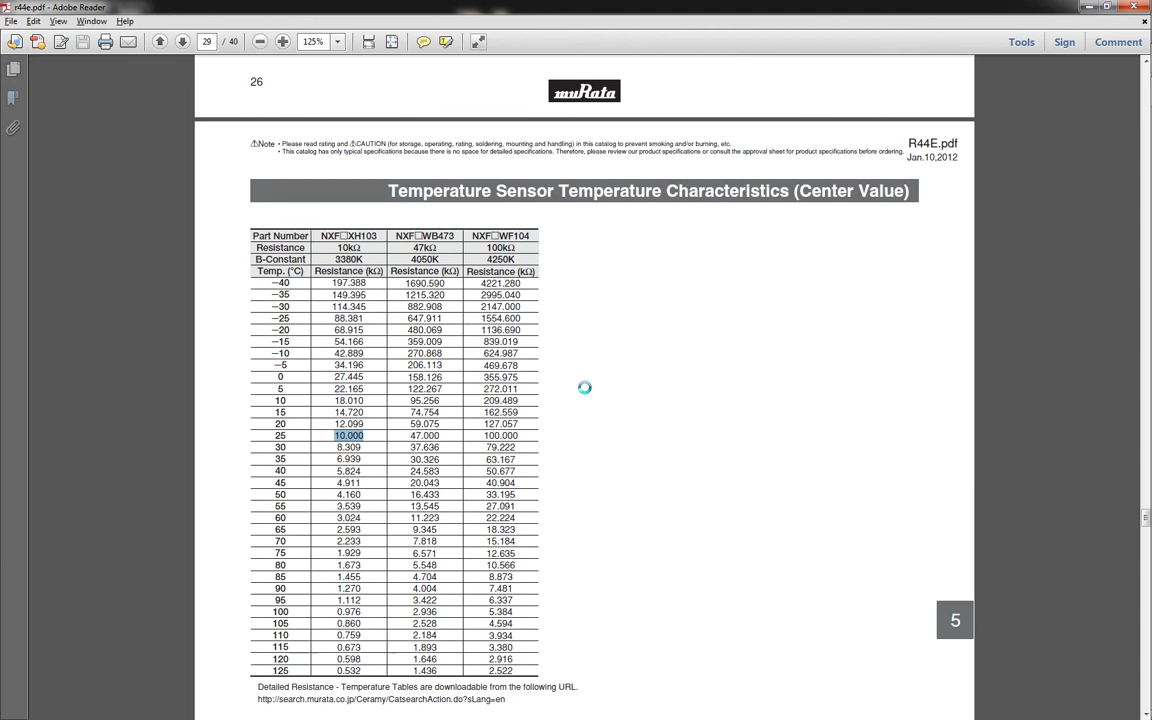 r44e.pdf - Adobe Reader
File Edit View Window Help
29 / 40 125% Tools Sign Comment
26
muRata
⚠Note • Please read rating and ⚠CAUTION (for storage, operating, rating, soldering, mounting and handling) in this catalog to prevent smoking and/or burning, etc.
• This catalog has only typical specifications because there is no space for detailed specifications. Therefore, please review our product specifications or consult the approval sheet for product specifications before ordering.
R44E.pdf
Jan.10,2012
Temperature Sensor Temperature Characteristics (Center Value)
Part Number NXF□XH103 NXF□WB473 NXF□WF104
Resistance 10kΩ 47kΩ 100kΩ
B-Constant 3380K 4050K 4250K
Temp. (°C) Resistance (kΩ) Resistance (kΩ) Resistance (kΩ)
−40 197.388 1690.590 4221.280
−35 149.395 1215.320 2995.040
−30 114.345 882.908 2147.000
−25 88.381 647.911 1554.600
−20 68.915 480.069 1136.690
−15 54.166 359.009 839.019
−10 42.889 270.868 624.987
−5 34.196 206.113 469.678
0 27.445 158.126 355.975
5 22.165 122.267 272.011
10 18.010 95.256 209.489
15 14.720 74.754 162.559
20 12.099 59.075 127.057
25 10.000 47.000 100.000
30 8.309 37.636 79.222
35 6.939 30.326 63.167
40 5.824 24.583 50.677
45 4.911 20.043 40.904
50 4.160 16.433 33.195
55 3.539 13.545 27.091
60 3.024 11.223 22.224
65 2.593 9.345 18.323
70 2.233 7.818 15.184
75 1.929 6.571 12.635
80 1.673 5.548 10.566
85 1.455 4.704 8.873
90 1.270 4.004 7.481
95 1.112 3.422 6.337
100 0.976 2.936 5.384
105 0.860 2.528 4.594
110 0.759 2.184 3.934
115 0.673 1.893 3.380
120 0.598 1.646 2.916
125 0.532 1.436 2.522
5
Detailed Resistance - Temperature Tables are downloadable from the following URL.
http://search.murata.co.jp/Ceramy/CatsearchAction.do?sLang=en